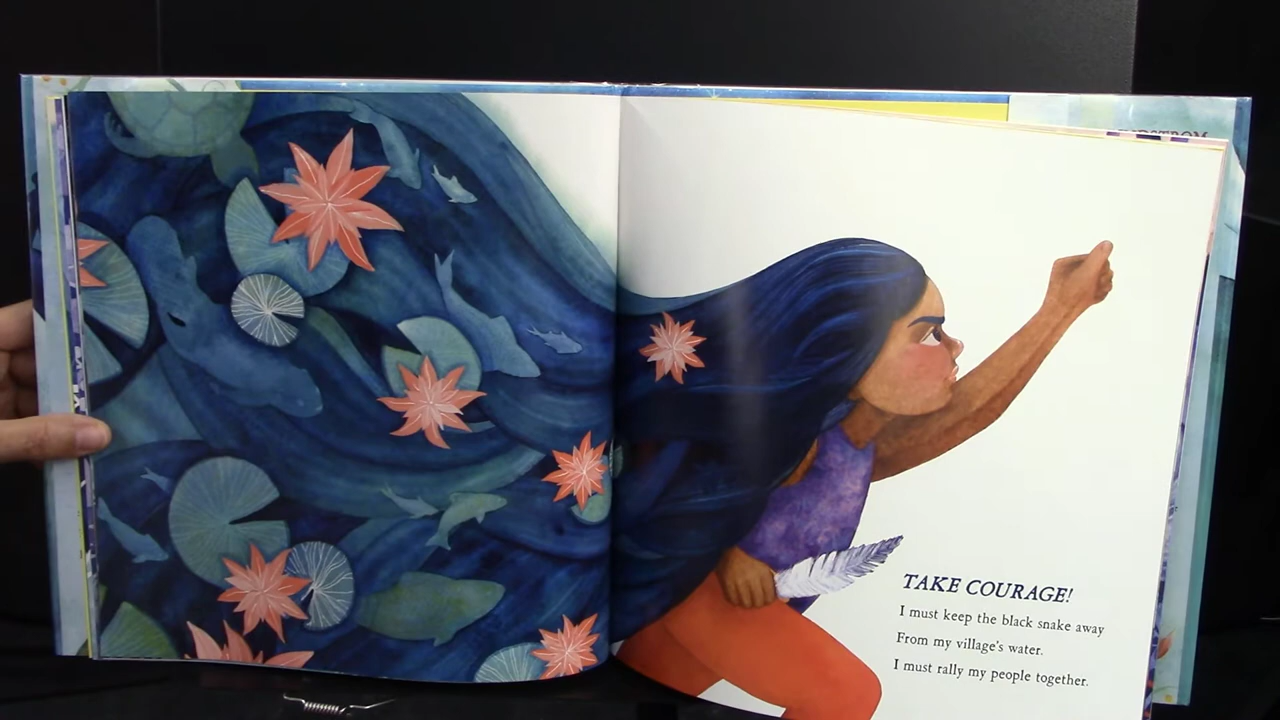 TAKE COURAGE!
I must keep the black snake away
From my village's water.
I must rally my people together.